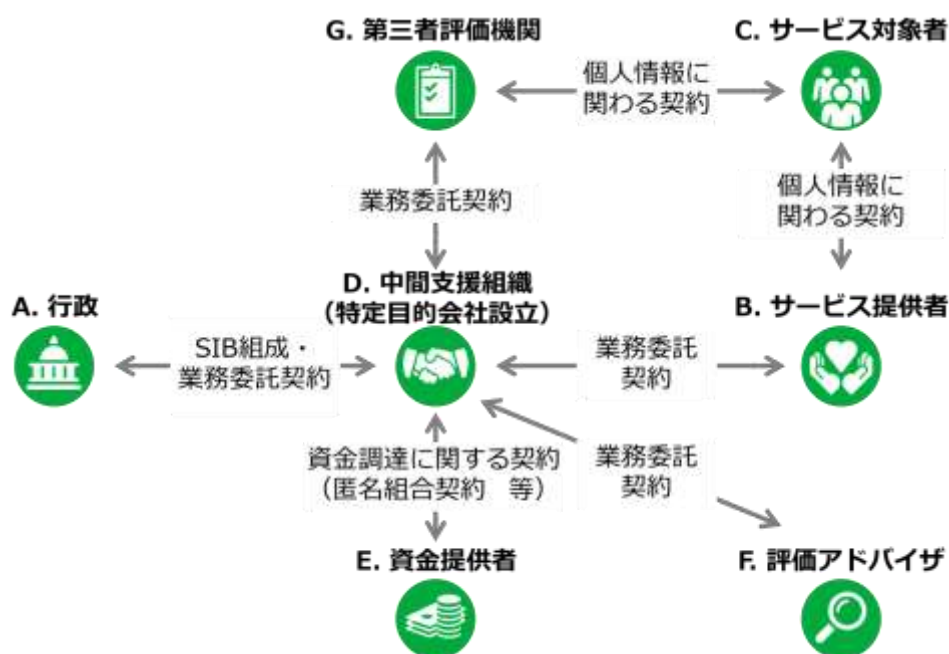 G. 第三者評価機関
C. サービス対象者
個人情報に
関わる契約
業務委託契約
個人情報に
関わる契約
D. 中間支援組織
（特定目的会社設立）
A. 行政
B. サービス提供者
SIB組成・
業務委託契約
業務委託
契約
資金調達に関する契約
（匿名組合契約　等）
業務委託
契約
E. 資金提供者
F. 評価アドバイザ